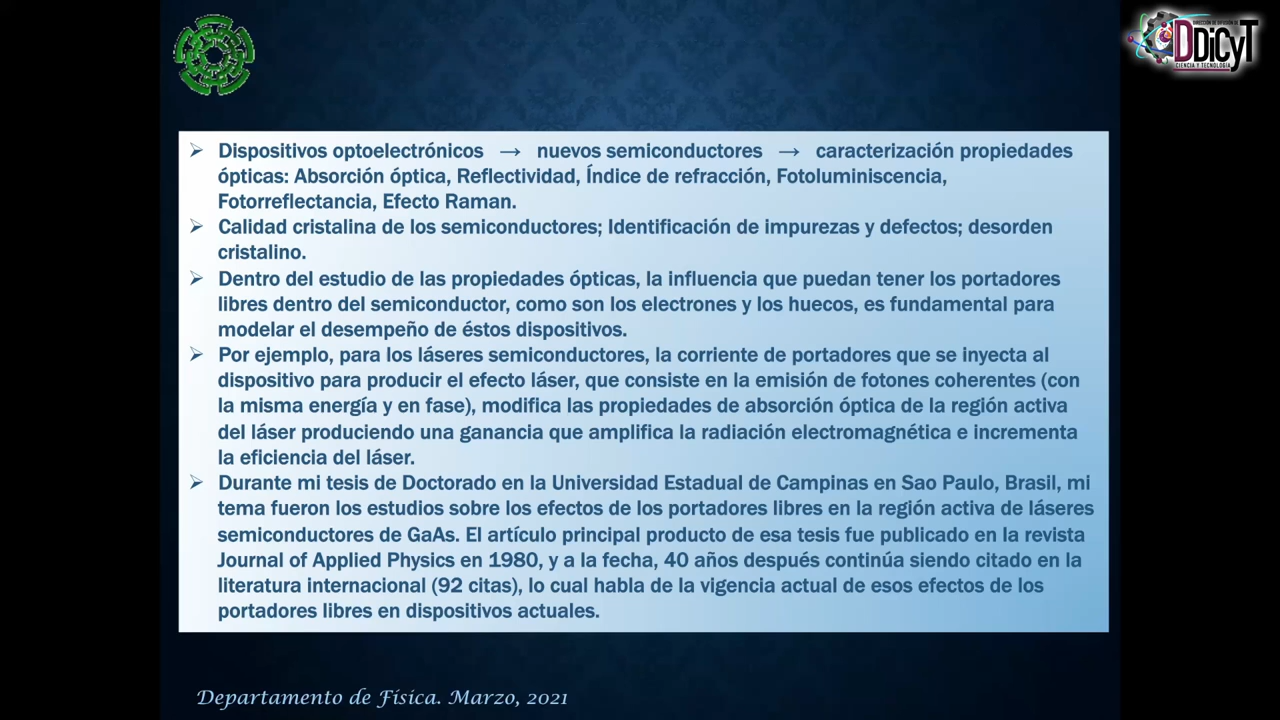 DIRECCIÓN DE DIFUSIÓN DE
DDiCyT
CIENCIA Y TECNOLOGÍA
➢ Dispositivos optoelectrónicos → nuevos semiconductores → caracterización propiedades
ópticas: Absorción óptica, Reflectividad, Índice de refracción, Fotoluminiscencia,
Fotorreflectancia, Efecto Raman.
➢ Calidad cristalina de los semiconductores; Identificación de impurezas y defectos; desorden
cristalino.
➢ Dentro del estudio de las propiedades ópticas, la influencia que puedan tener los portadores
libres dentro del semiconductor, como son los electrones y los huecos, es fundamental para
modelar el desempeño de éstos dispositivos.
➢ Por ejemplo, para los láseres semiconductores, la corriente de portadores que se inyecta al
dispositivo para producir el efecto láser, que consiste en la emisión de fotones coherentes (con
la misma energía y en fase), modifica las propiedades de absorción óptica de la región activa
del láser produciendo una ganancia que amplifica la radiación electromagnética e incrementa
la eficiencia del láser.
➢ Durante mi tesis de Doctorado en la Universidad Estadual de Campinas en Sao Paulo, Brasil, mi
tema fueron los estudios sobre los efectos de los portadores libres en la región activa de láseres
semiconductores de GaAs. El artículo principal producto de esa tesis fue publicado en la revista
Journal of Applied Physics en 1980, y a la fecha, 40 años después continúa siendo citado en la
literatura internacional (92 citas), lo cual habla de la vigencia actual de esos efectos de los
portadores libres en dispositivos actuales.
Departamento de Física. Marzo, 2021